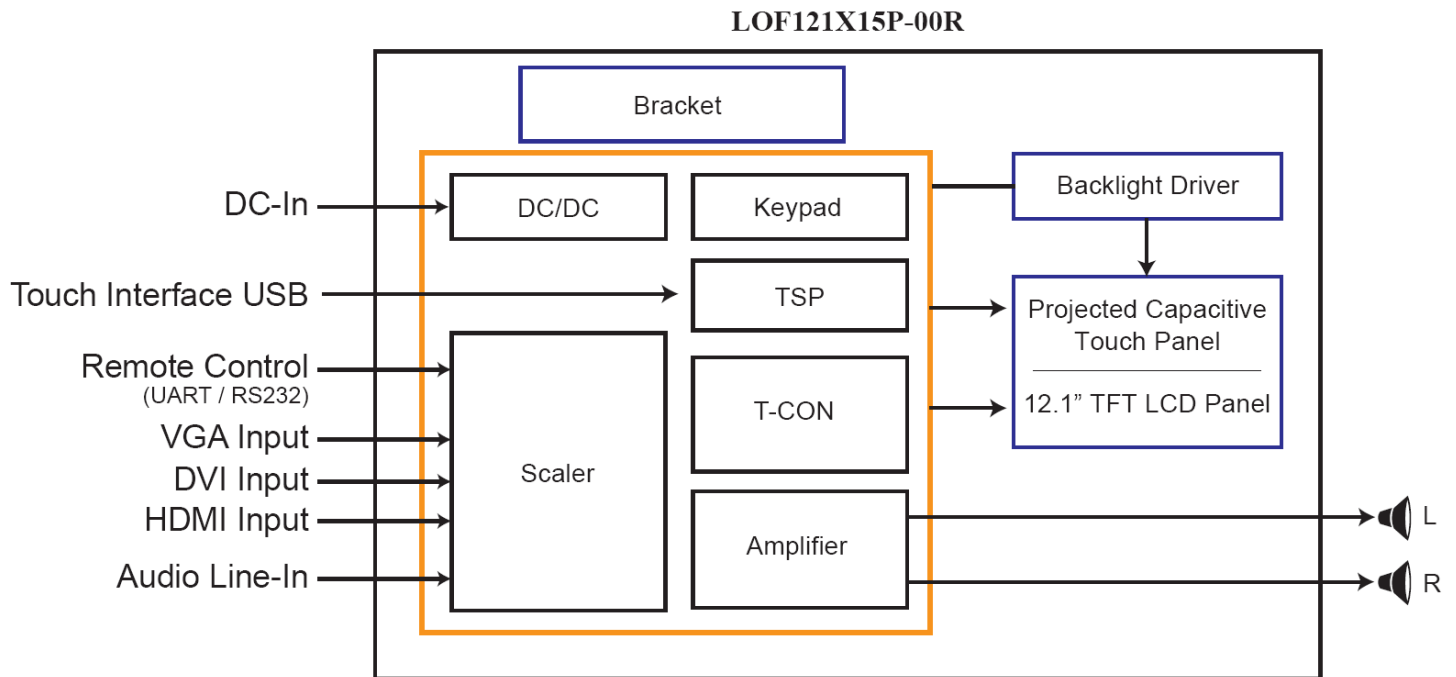 LOF121X15P-00R
Bracket
DC-In
DC/DC
Keypad
Backlight Driver
Touch Interface USB
TSP
Projected Capacitive
Touch Panel
12.1” TFT LCD Panel
Remote Control
(UART / RS232)
VGA Input
DVI Input
HDMI Input
Audio Line-In
Scaler
T-CON
Amplifier
L
R